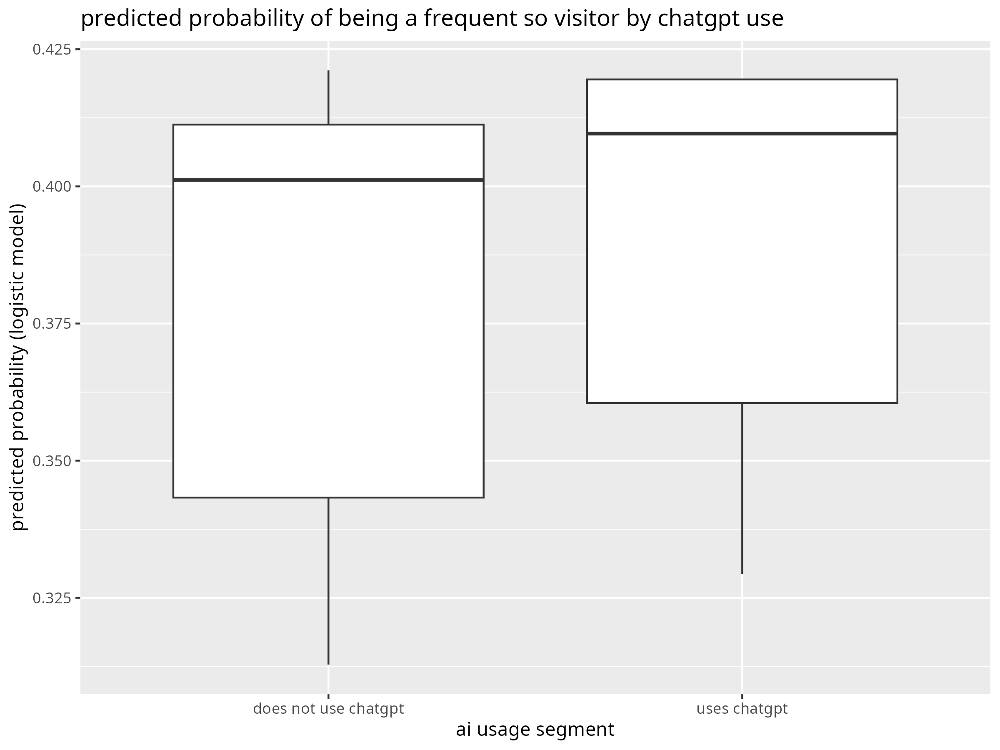 predicted probability of being a frequent so visitor by chatgpt use
predicted probability (logistic model)
0.425
0.400
0.375
0.350
0.325
does not use chatgpt
uses chatgpt
ai usage segment